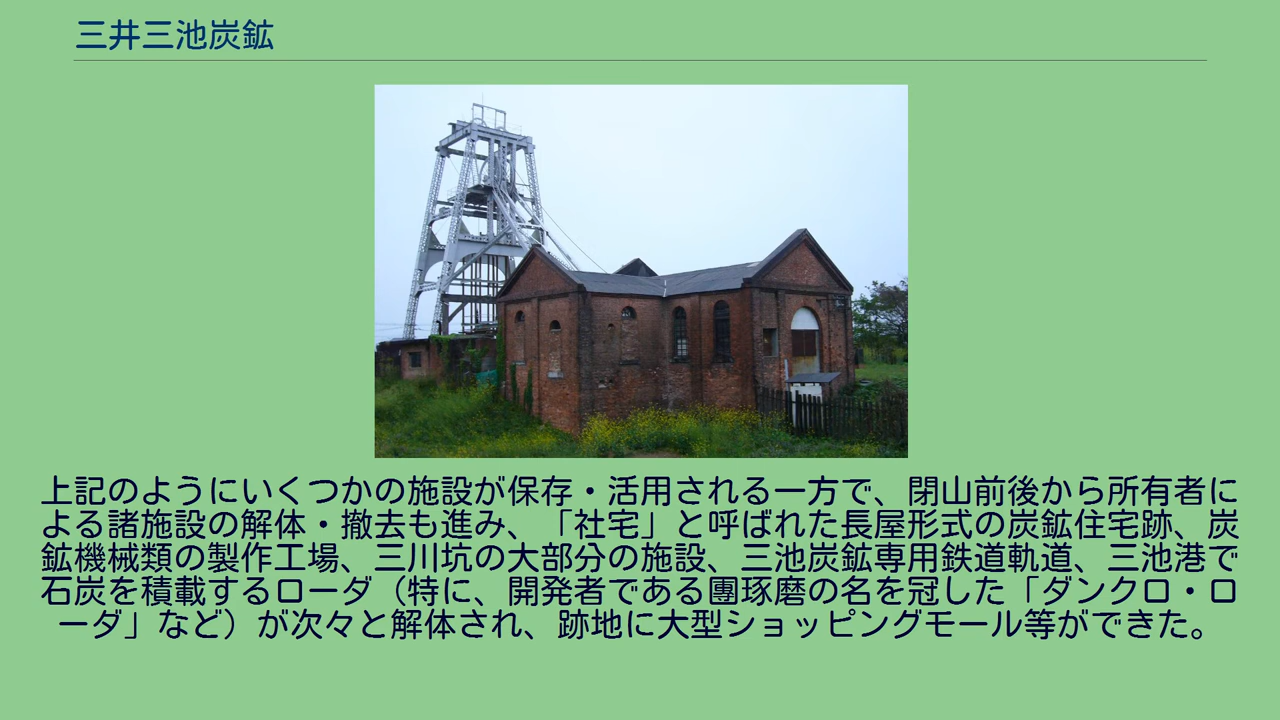 三井三池炭鉱
上記のようにいくつかの施設が保存・活用される一方で、閉山前後から所有者に
よる諸施設の解体・撤去も進み、「社宅」と呼ばれた長屋形式の炭鉱住宅跡、炭
鉱機械類の製作工場、三川坑の大部分の施設、三池炭鉱専用鉄道軌道、三池港で
石炭を積載するローダ（特に、開発者である團琢磨の名を冠した「ダンクロ・ロ
ーダ」など）が次々と解体され、跡地に大型ショッピングモール等ができた。